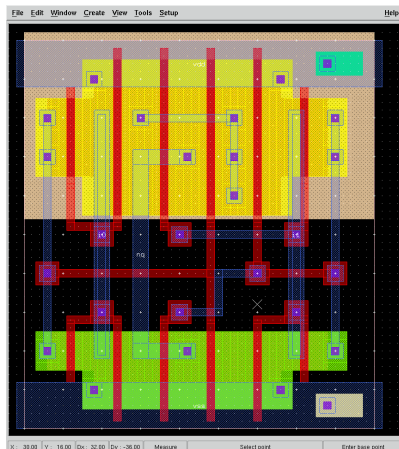 File Edit Window Create View Tools Setup Help
nq
X : 30.00 Y : 16.00 Dx : 32.00 Dy : -36.00 Measure Select point Enter base point